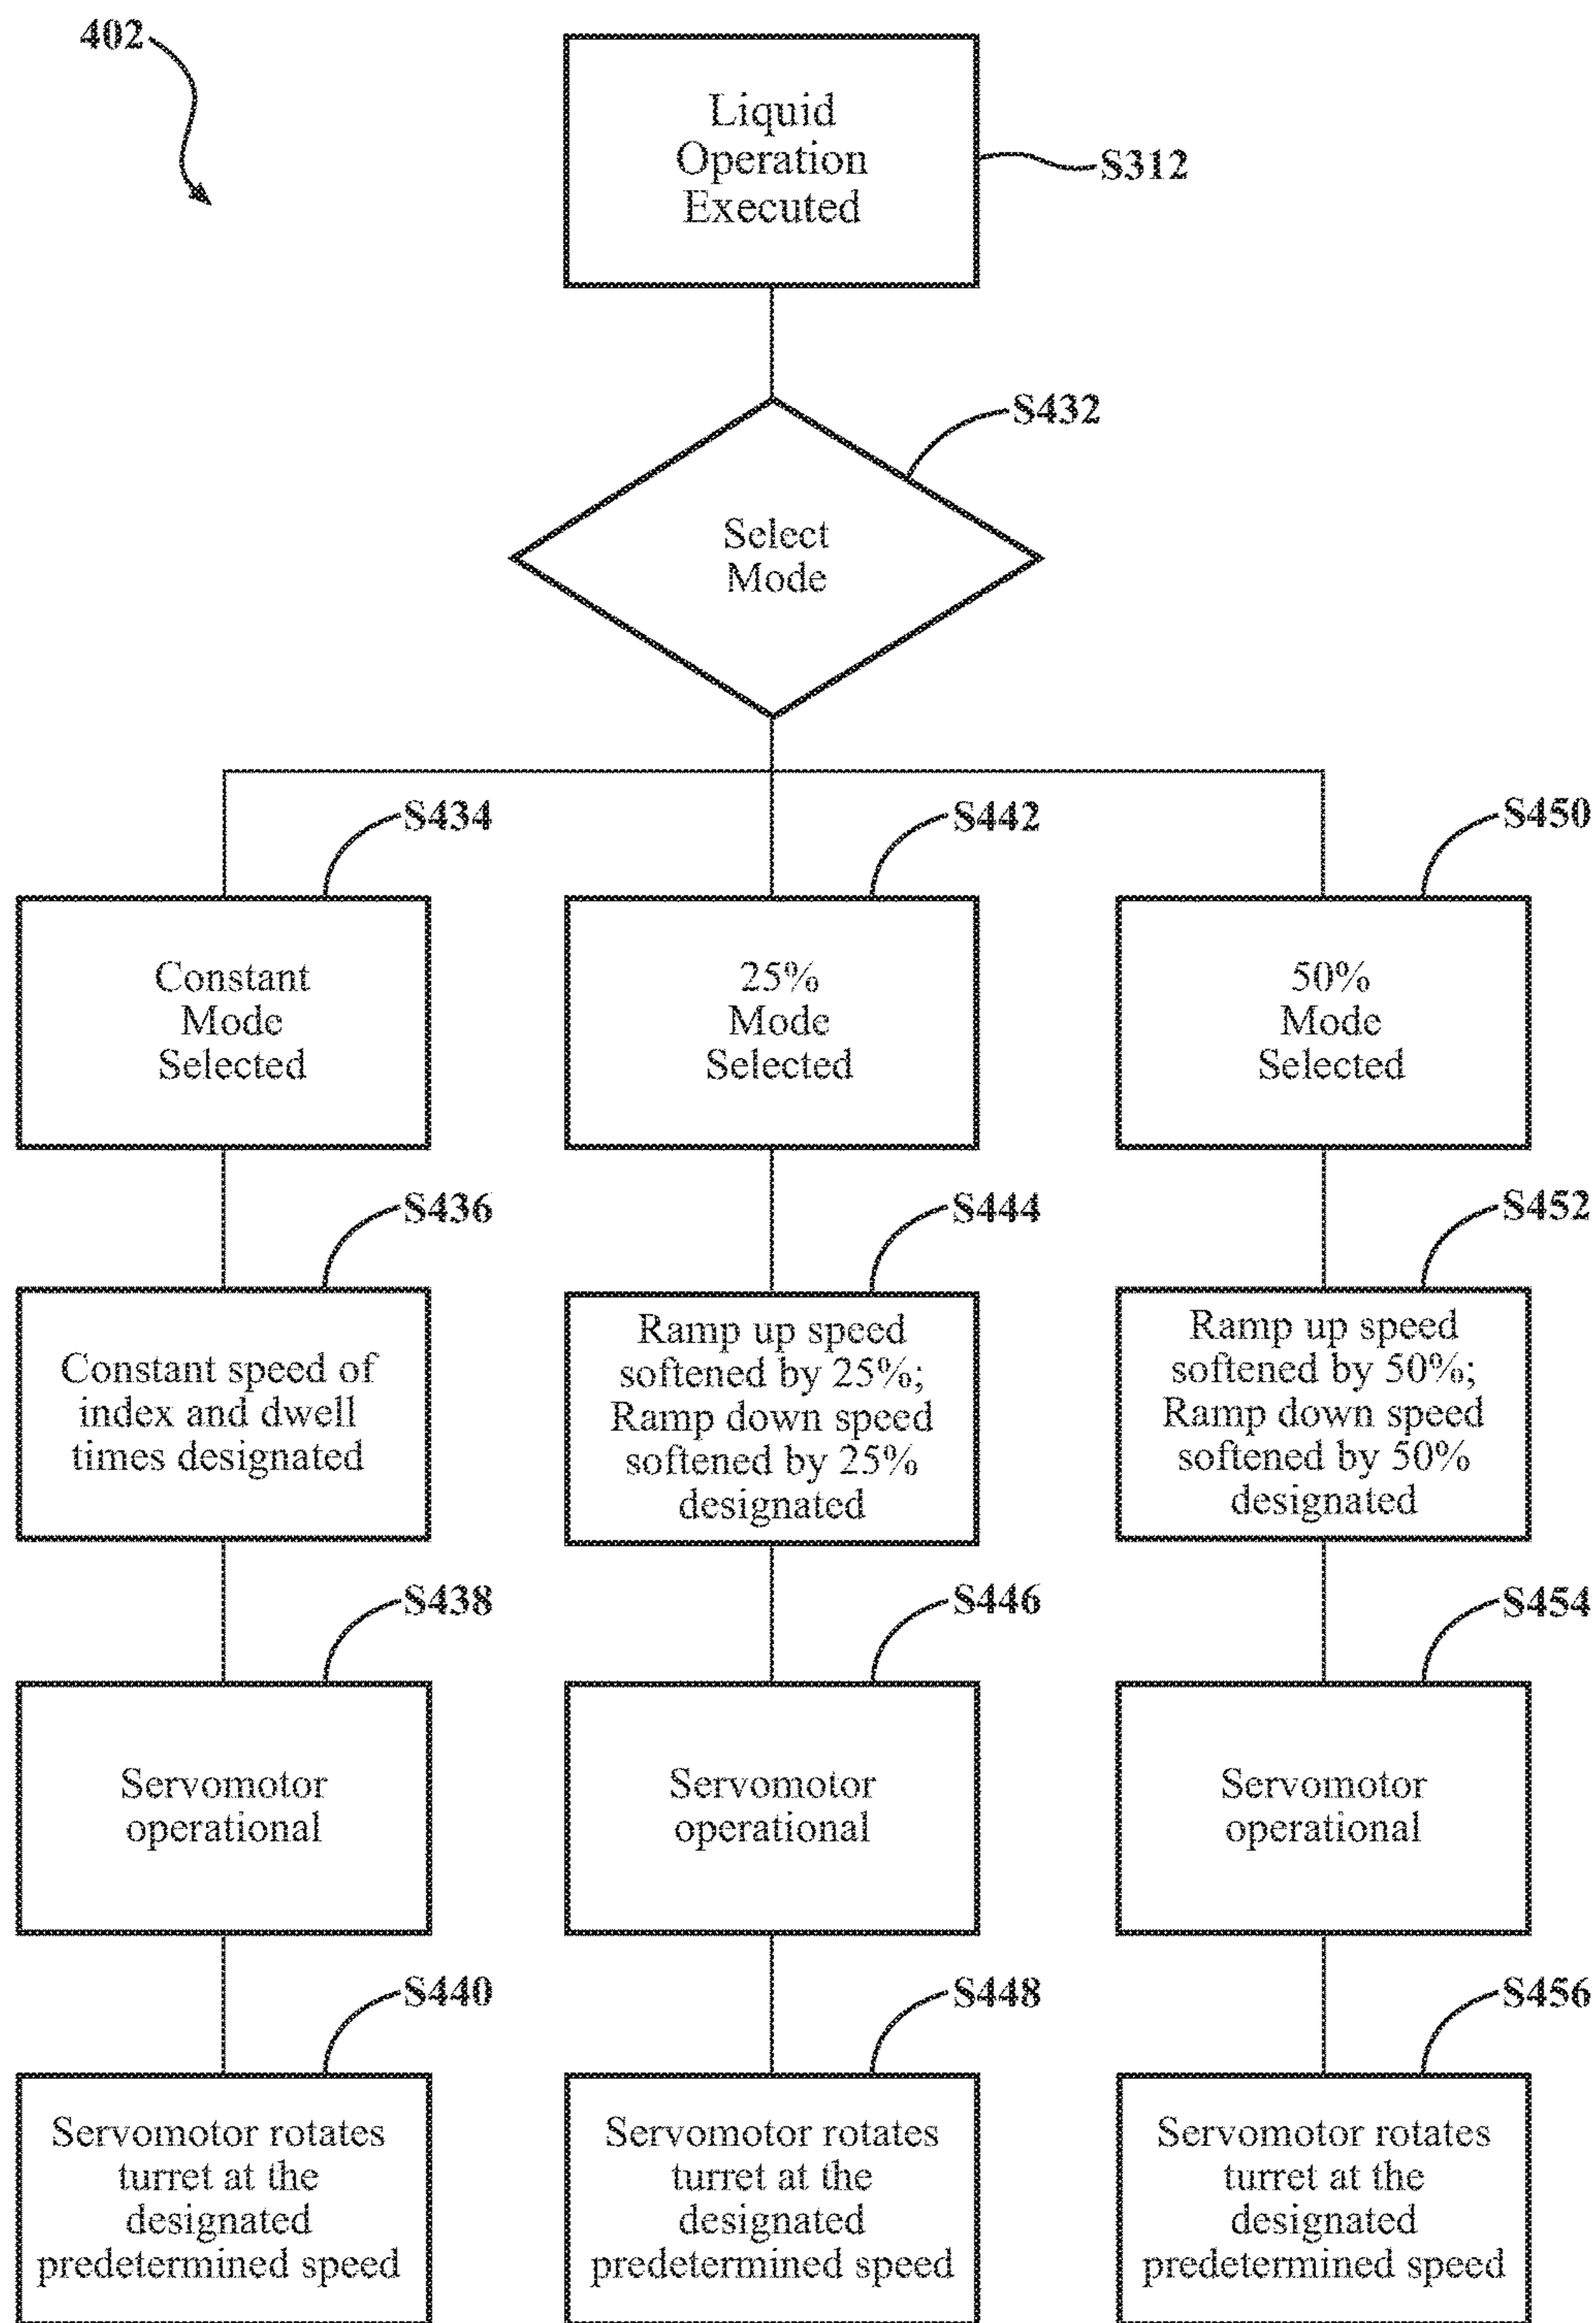 402
Liquid
Operation
Executed
S312
S432
Select
Mode
S434
S442
S450
Constant
Mode
Selected
25%
Mode
Selected
50%
Mode
Selected
S436
S444
S452
Constant speed of
index and dwell
times designated
Ramp up speed
softened by 25%;
Ramp down speed
softened by 25%
designated
Ramp up speed
softened by 50%;
Ramp down speed
softened by 50%
designated
S438
S446
S454
Servomotor
operational
Servomotor
operational
Servomotor
operational
S440
S448
S456
Servomotor rotates
turret at the
designated
predetermined speed
Servomotor rotates
turret at the
designated
predetermined speed
Servomotor rotates
turret at the
designated
predetermined speed